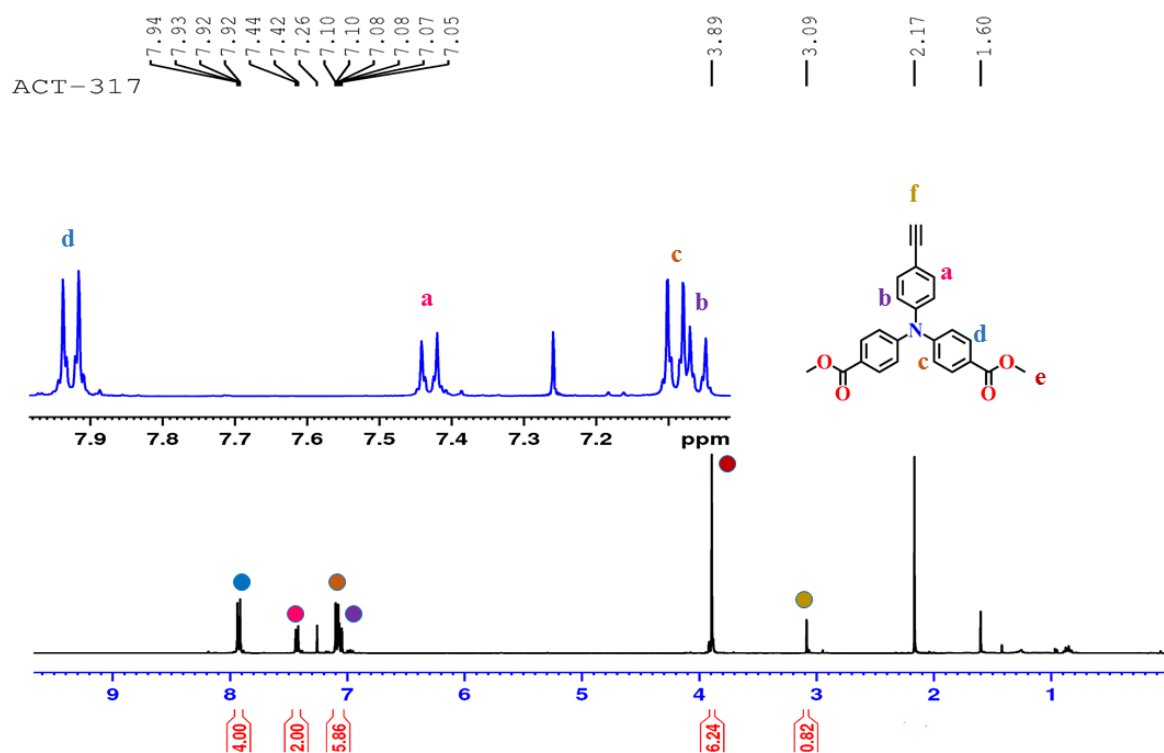 7.94
7.93
7.92
7.92
7.44
7.42
7.26
7.10
7.10
7.08
7.08
7.07
7.05
3.89
3.09
2.17
1.60
ACT-317
f
d
a
c
b
a
b
N
d
c
O
O
O
O
e
7.9 7.8 7.7 7.6 7.5 7.4 7.3 7.2 ppm
9 8 7 6 5 4 3 2 1
4.00
2.00
5.86
6.24
0.82